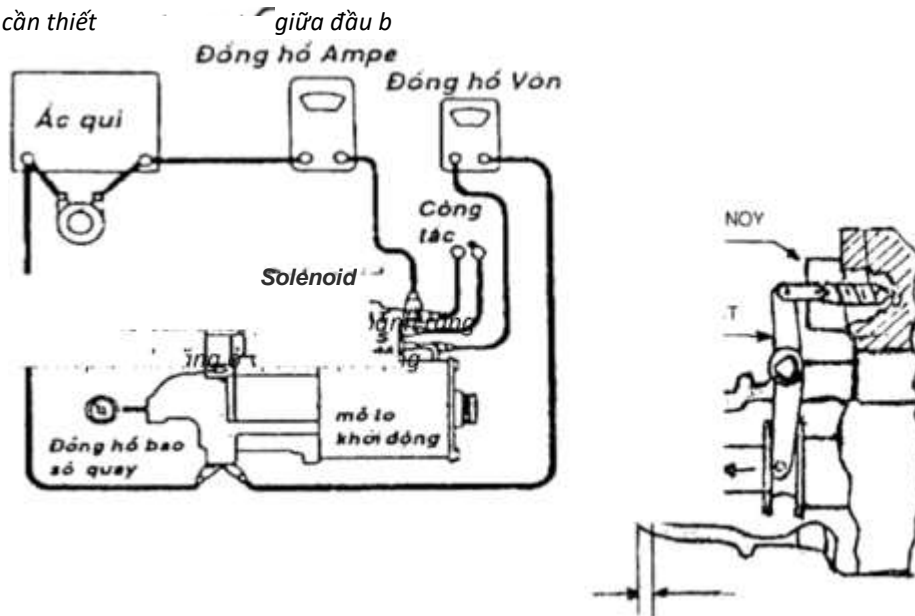 cần thiết giữa đầu b
Đồng hồ Ampe
Đồng hồ Vôn
Ắc qui
Công
tắc
NOY
Solenoid
T
mô to
khởi động
Đồng hồ bao
số quay